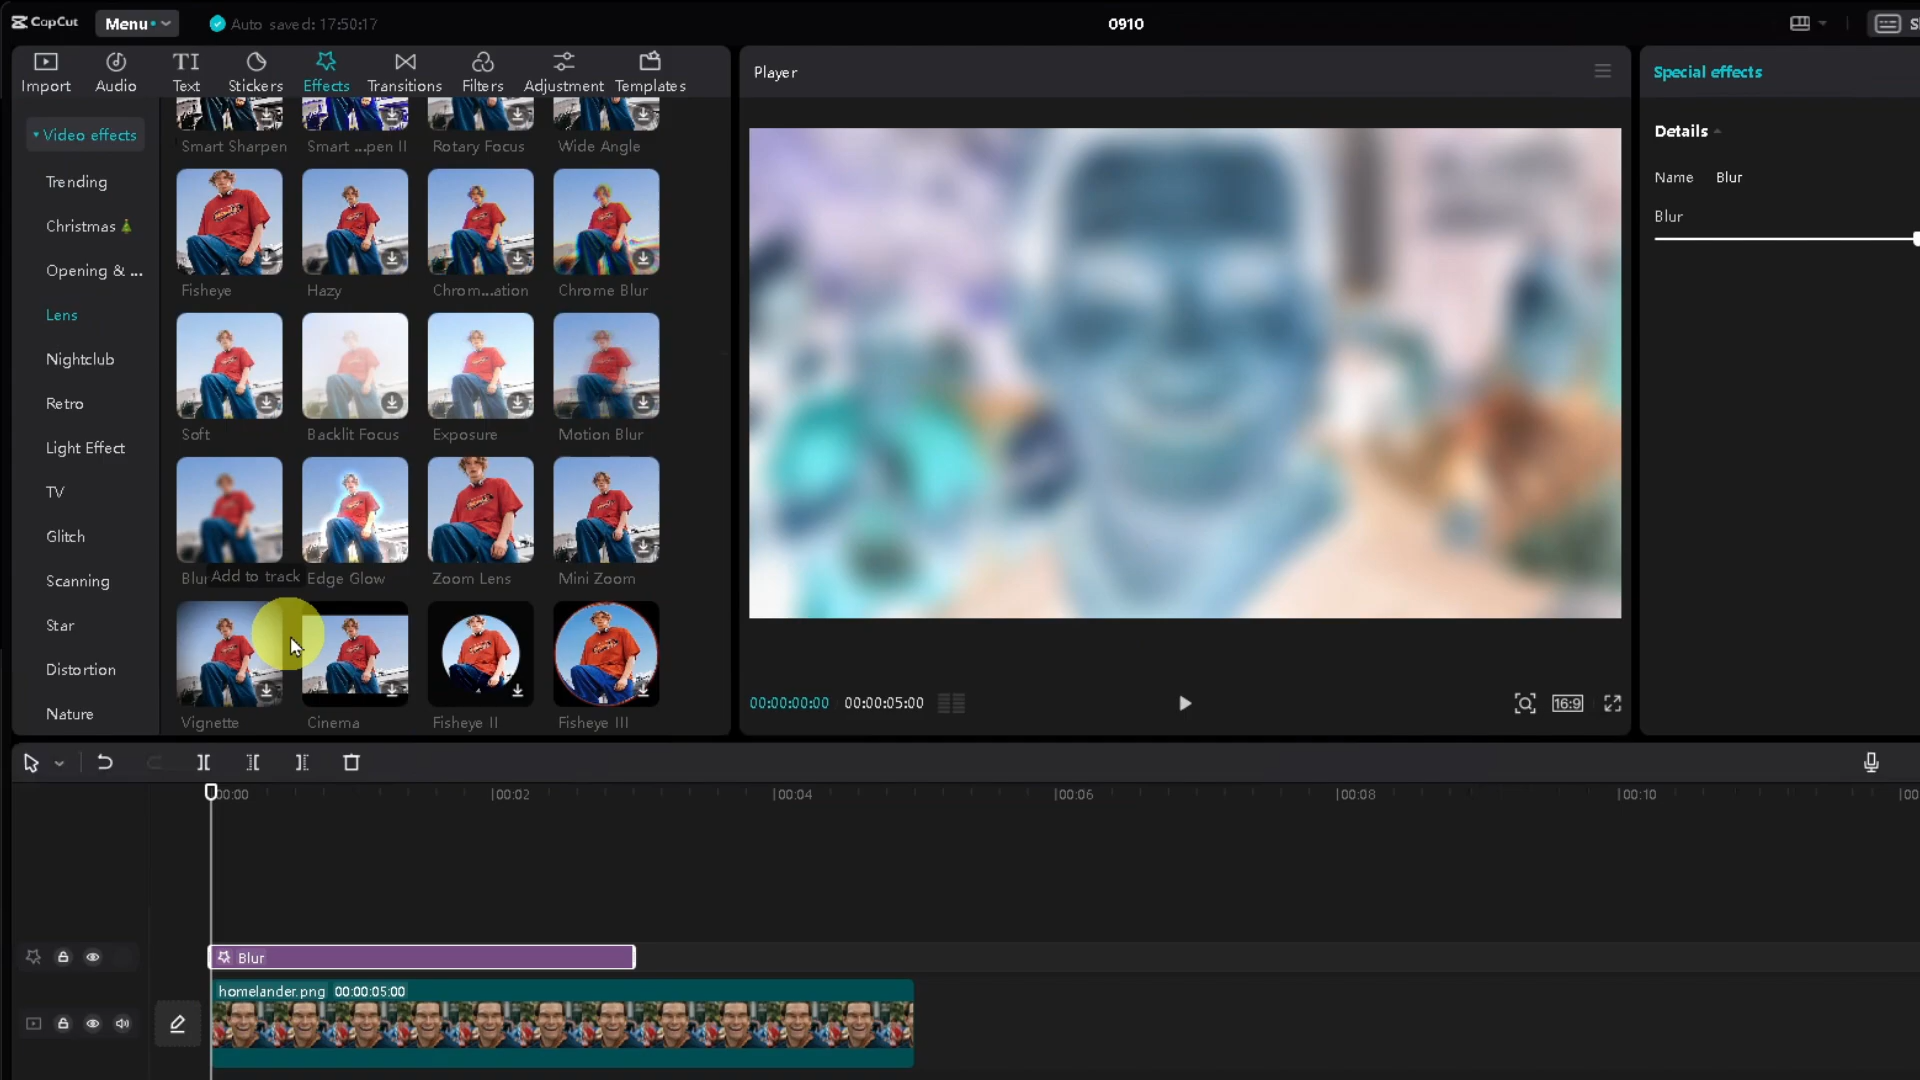 CapCut
Menu
Auto saved: 17:50:17
0910
Import
Audio
TI
Text
Stickers
Effects
Transitions
Filters
Adjustment
Templates
Player
Special effects
Video effects
Trending
Christmas
Opening & ...
Lens
Nightclub
Retro
Light Effect
TV
Glitch
Scanning
Star
Distortion
Nature
Smart Sharpen
Smart ...pen II
Rotary Focus
Wide Angle
Fisheye
Hazy
Chrom...ation
Chrome Blur
Soft
Backlit Focus
Exposure
Motion Blur
Blur
Add to track
Edge Glow
Zoom Lens
Mini Zoom
Vignette
Cinema
Fisheye II
Fisheye III
Details
Name Blur
Blur
00:00:00:00 00:00:05:00
16:9
00:00
00:02
00:04
00:06
00:08
00:10
Blur
homelander.png 00:00:05:00